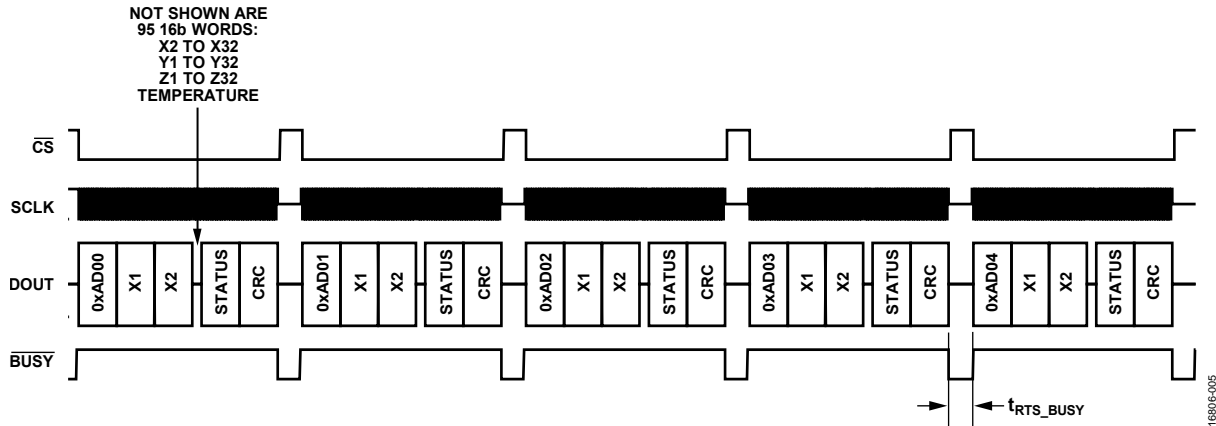 NOT SHOWN ARE
95 16b WORDS:
X2 TO X32
Y1 TO Y32
Z1 TO Z32
TEMPERATURE
CS
SCLK
DOUT
0xAD00 X1 X2 STATUS CRC 0xAD01 X1 X2 STATUS CRC 0xAD02 X1 X2 STATUS CRC 0xAD03 X1 X2 STATUS CRC 0xAD04 X1 X2 STATUS CRC
BUSY
tRTS_BUSY
16806-005